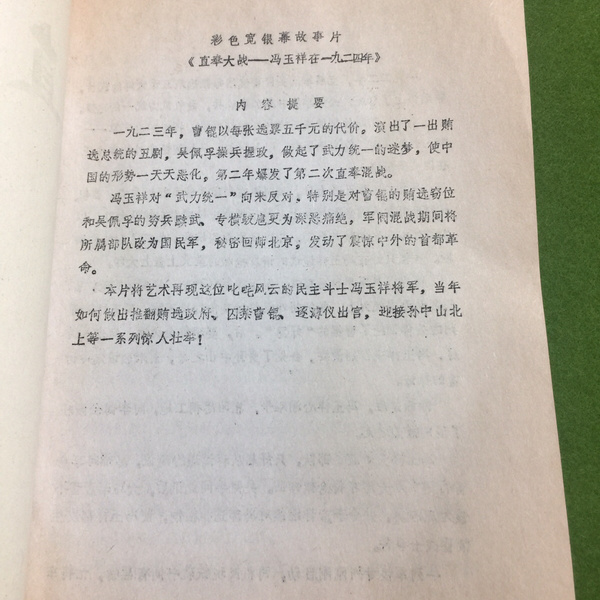 彩色宽银幕故事片
《直奉大战——冯玉祥在一九二四年》
内容提要
一九二三年，曹锟以每张选票五千元的代价，演出了一出贿
选总统的丑剧，吴佩孚操兵握政，做起了武力统一的迷梦，使中
国的形势一天天恶化，第二年爆发了第二次直奉混战。
冯玉祥对“武力统一”向来反对，特别是对曹锟的贿选窃位
和吴佩孚的穷兵黩武、专横跋扈更为深恶痛绝，军阀混战期间将
所属部队改为国民军，秘密回师北京，发动了震惊中外的首都革
命。
本片将艺术再现这位叱咤风云的民主斗士冯玉祥将军，当年
如何做出推翻贿选政府、囚禁曹锟、逐溥仪出宫，迎接孙中山北
上等一系列惊人壮举！